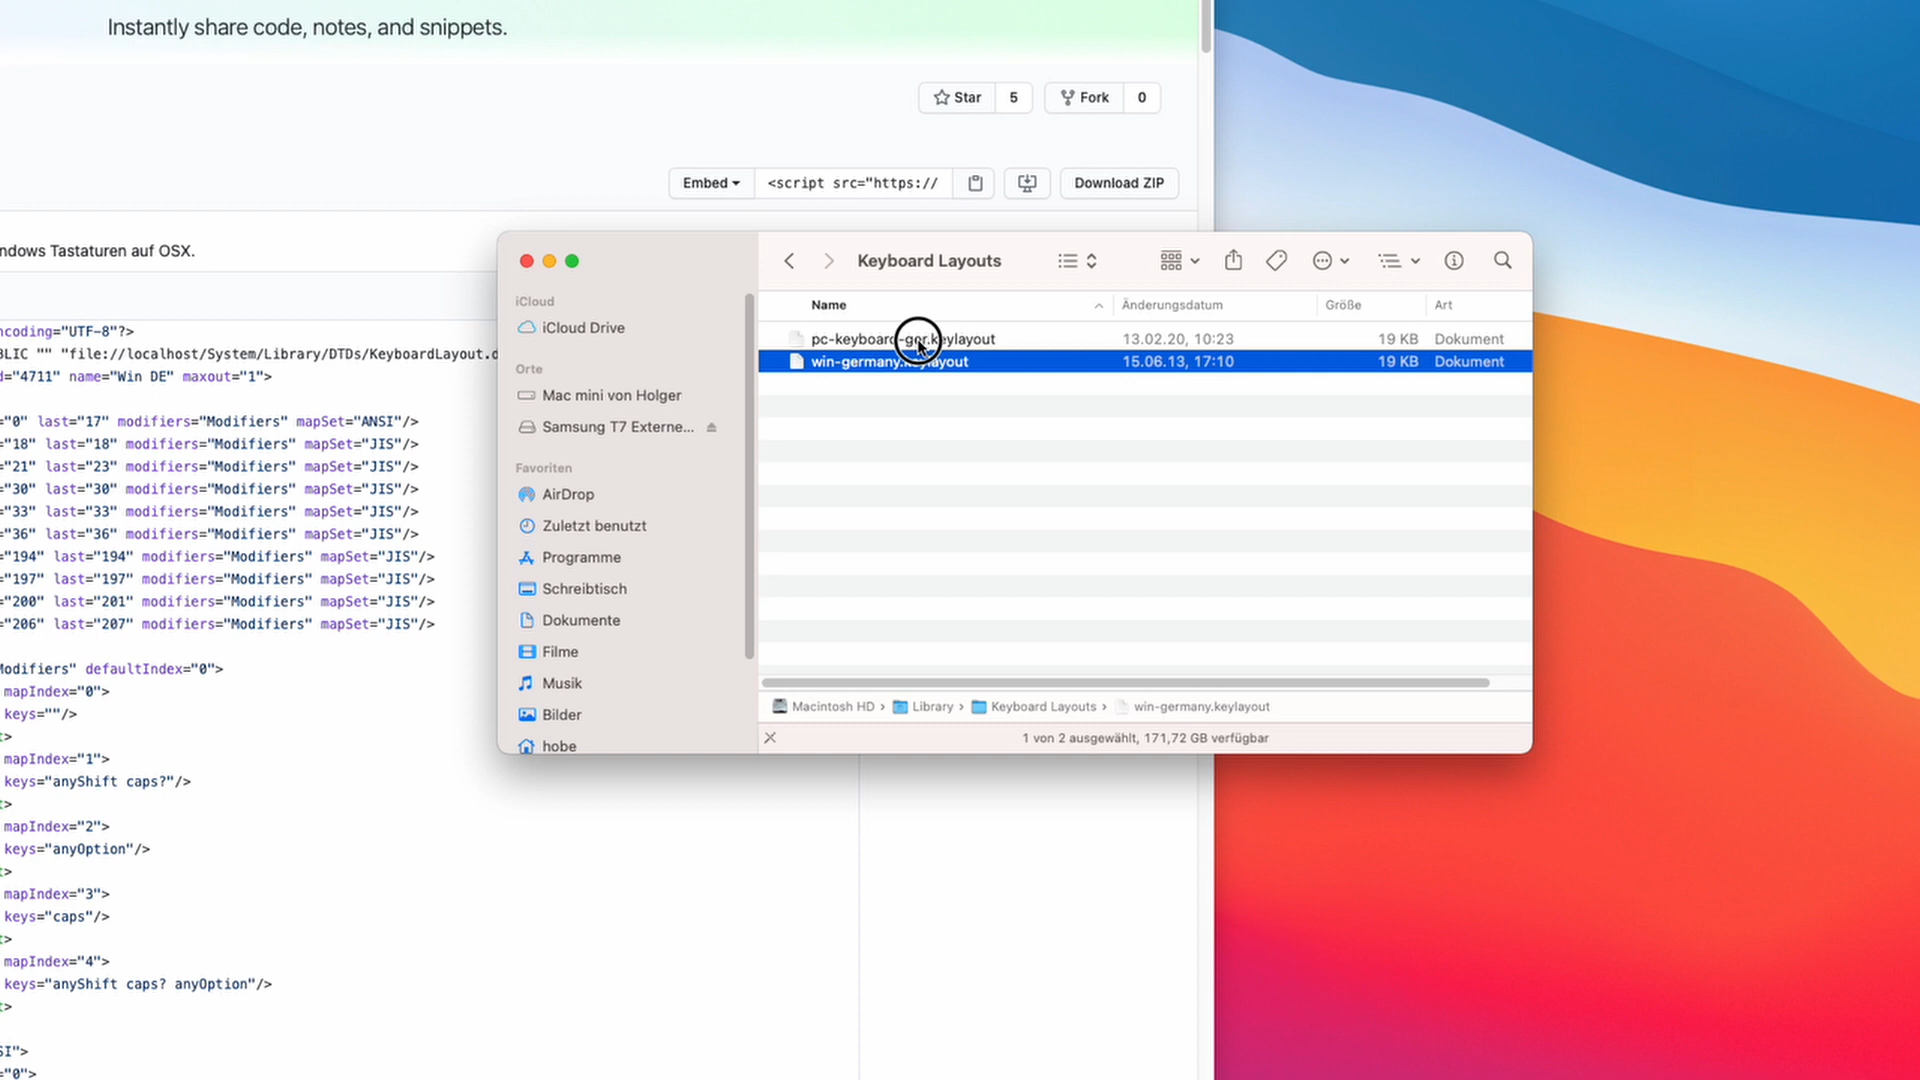 Instantly share code, notes, and snippets.
Star 5 Fork 0
Embed <script src="https:// Download ZIP
ndows Tastaturen auf OSX.
ncoding="UTF-8"?>
BLIC "" "file://localhost/System/Library/DTDs/KeyboardLayout.d
d="4711" name="Win DE" maxout="1">
="0" last="17" modifiers="Modifiers" mapSet="ANSI"/>
="18" last="18" modifiers="Modifiers" mapSet="JIS"/>
="21" last="23" modifiers="Modifiers" mapSet="JIS"/>
="30" last="30" modifiers="Modifiers" mapSet="JIS"/>
="33" last="33" modifiers="Modifiers" mapSet="JIS"/>
="36" last="36" modifiers="Modifiers" mapSet="JIS"/>
="194" last="194" modifiers="Modifiers" mapSet="JIS"/>
="197" last="197" modifiers="Modifiers" mapSet="JIS"/>
="200" last="201" modifiers="Modifiers" mapSet="JIS"/>
="206" last="207" modifiers="Modifiers" mapSet="JIS"/>
Modifiers" defaultIndex="0">
mapIndex="0">
keys=""/>
t>
mapIndex="1">
keys="anyShift caps?"/>
t>
mapIndex="2">
keys="anyOption"/>
t>
mapIndex="3">
keys="caps"/>
t>
mapIndex="4">
keys="anyShift caps? anyOption"/>
t>
SI">
="0">
iCloud
iCloud Drive
Orte
Mac mini von Holger
Samsung T7 Externe...
Favoriten
AirDrop
Zuletzt benutzt
Programme
Schreibtisch
Dokumente
Filme
Musik
Bilder
hobe
Keyboard Layouts
Name Änderungsdatum Größe Art
pc-keyboard-ger.keylayout 13.02.20, 10:23 19 KB Dokument
win-germany.keylayout 15.06.13, 17:10 19 KB Dokument
Macintosh HD › Library › Keyboard Layouts › win-germany.keylayout
1 von 2 ausgewählt, 171,72 GB verfügbar